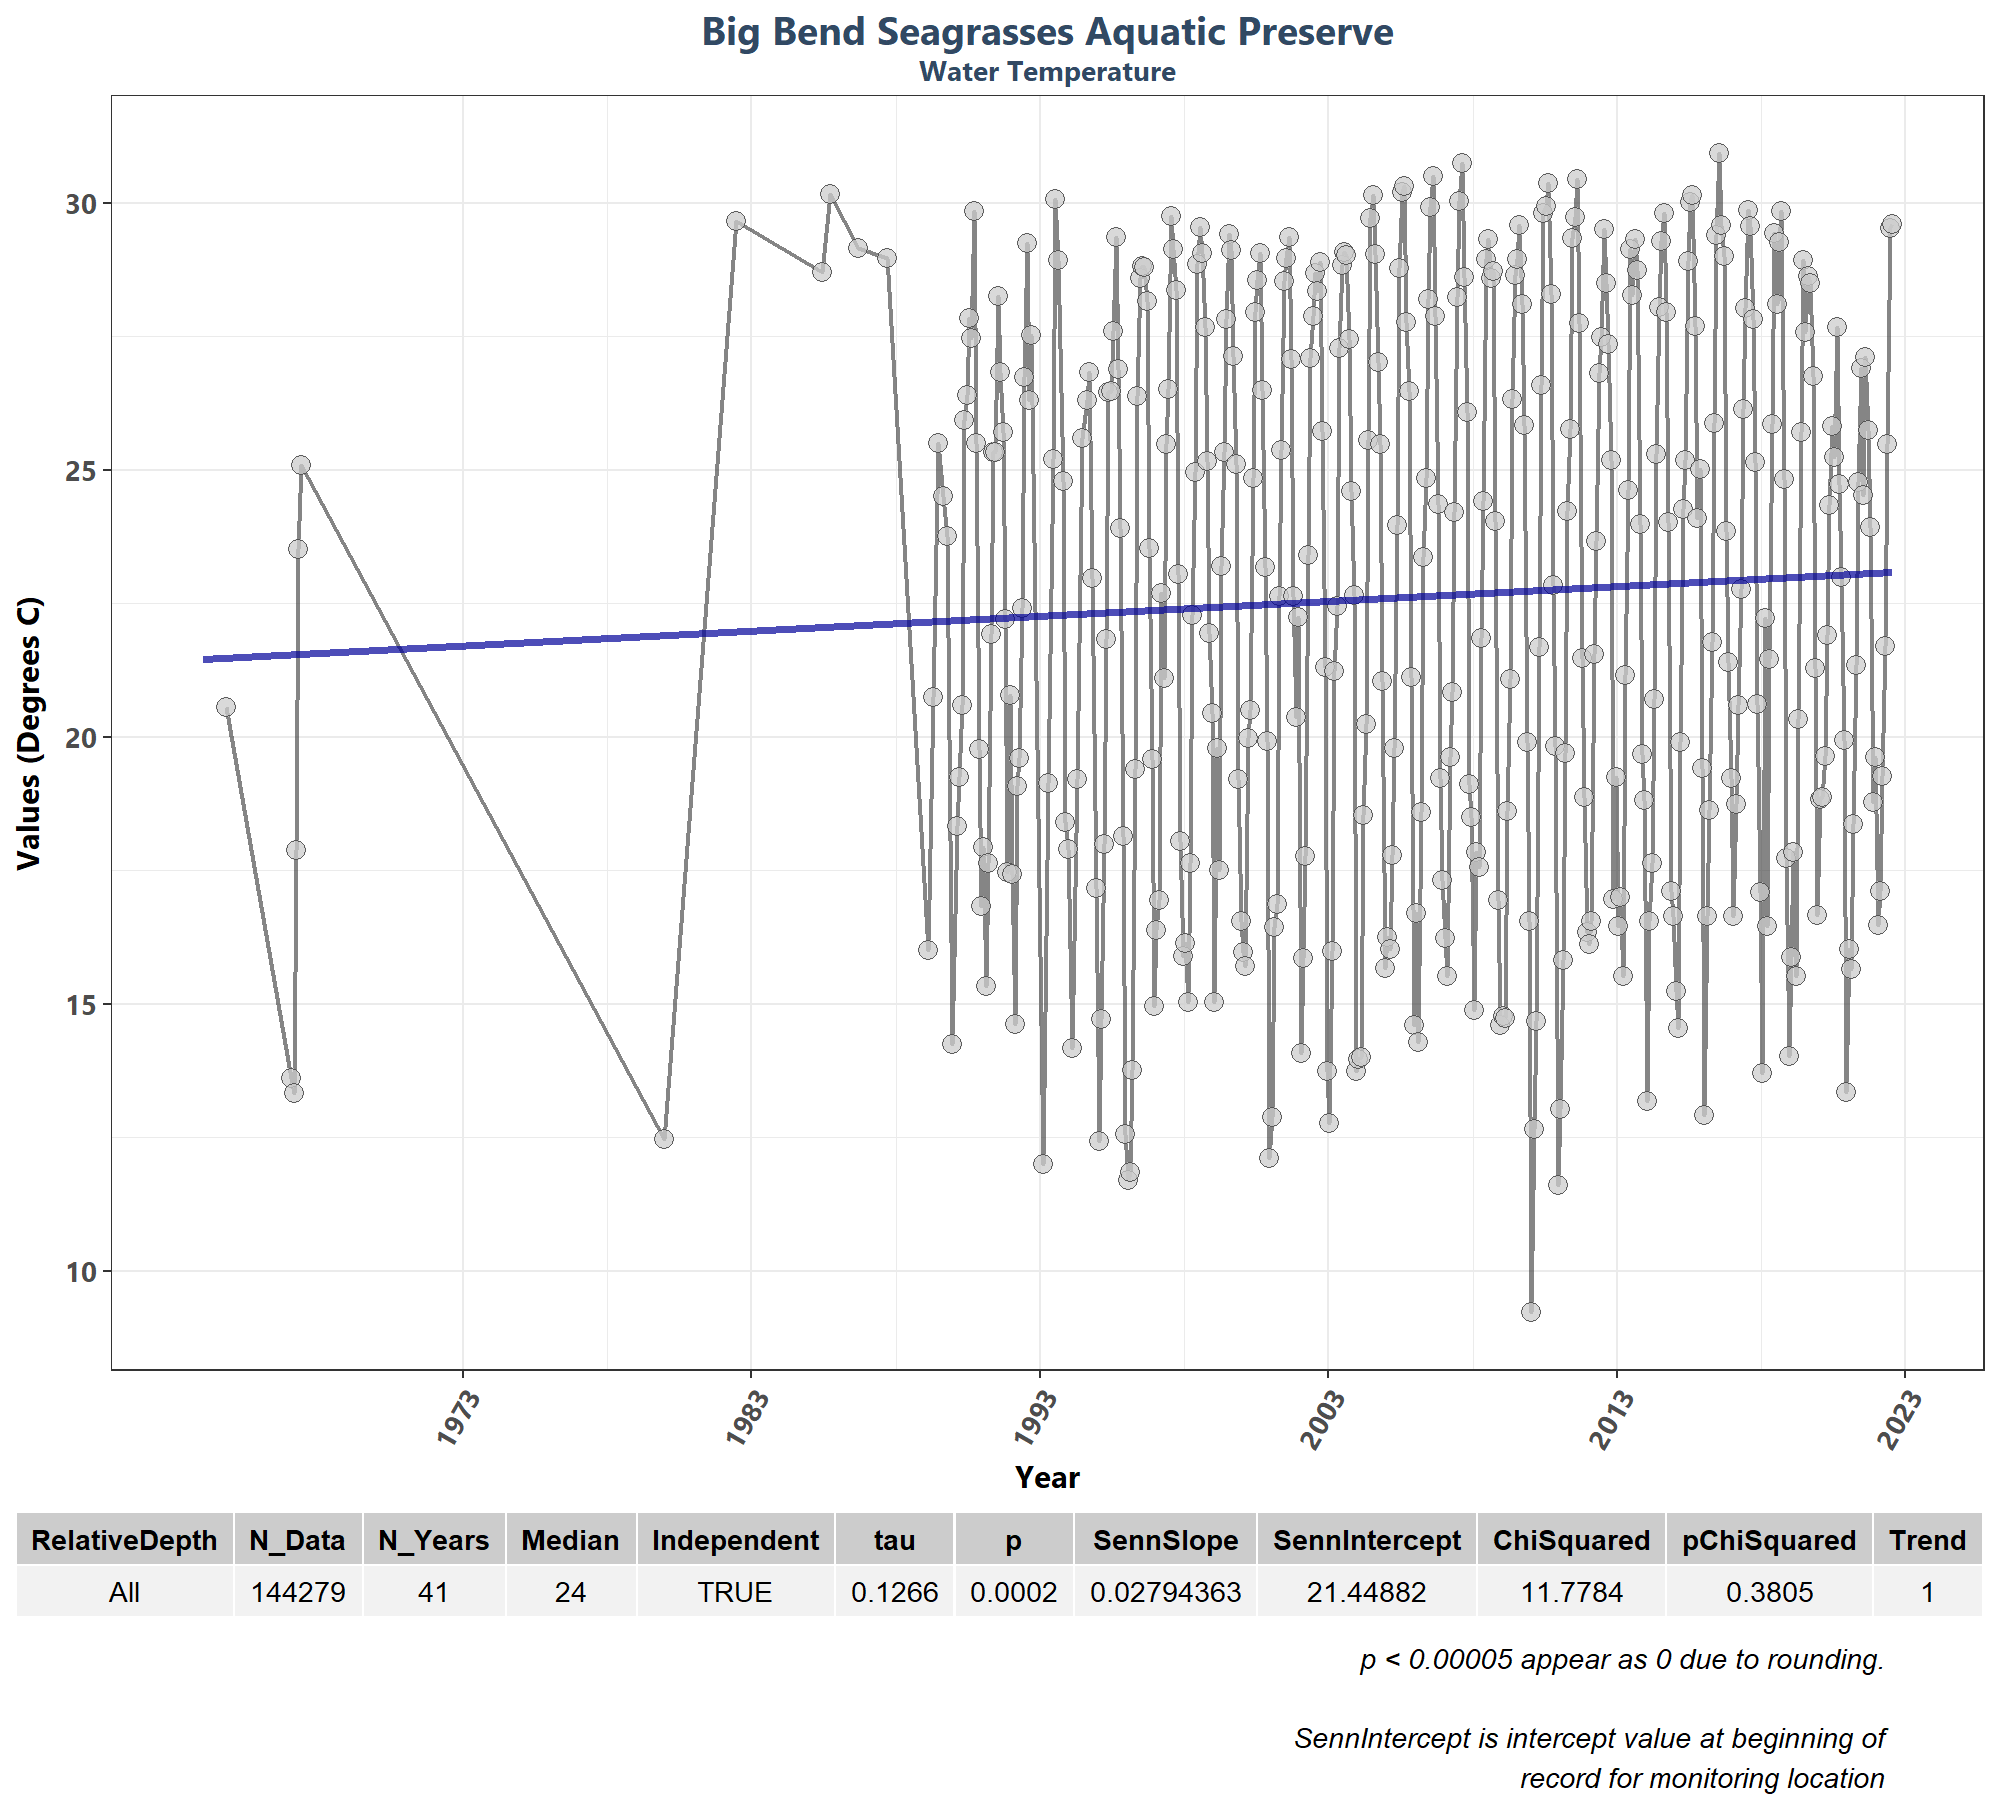 Big Bend Seagrasses Aquatic Preserve
Water Temperature
Values (Degrees C)
30
25
20
15
10
1973 1983 1993 2003 2013 2023
Year
RelativeDepth N_Data N_Years Median Independent tau p SennSlope SennIntercept ChiSquared pChiSquared Trend
All 144279 41 24 TRUE 0.1266 0.0002 0.02794363 21.44882 11.7784 0.3805 1
p < 0.00005 appear as 0 due to rounding.
SennIntercept is intercept value at beginning of
record for monitoring location